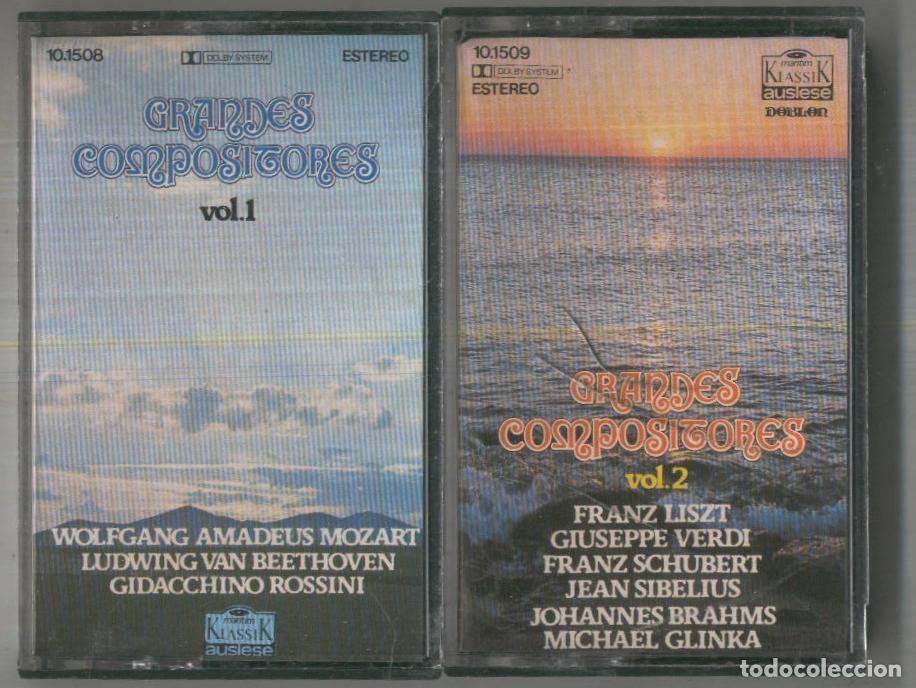 10.1508
DOLBY SYSTEM
ESTEREO
GRANDES
COMPOSITORES
vol.1
WOLFGANG AMADEUS MOZART
LUDWING VAN BEETHOVEN
GIDACCHINO ROSSINI
maritim
KLASSIK
auslese
10.1509
DOLBY SYSTEM
ESTEREO
maritim
KLASSIK
auslese
DOBLON
GRANDES
COMPOSITORES
vol.2
FRANZ LISZT
GIUSEPPE VERDI
FRANZ SCHUBERT
JEAN SIBELIUS
JOHANNES BRAHMS
MICHAEL GLINKA
todocoleccion